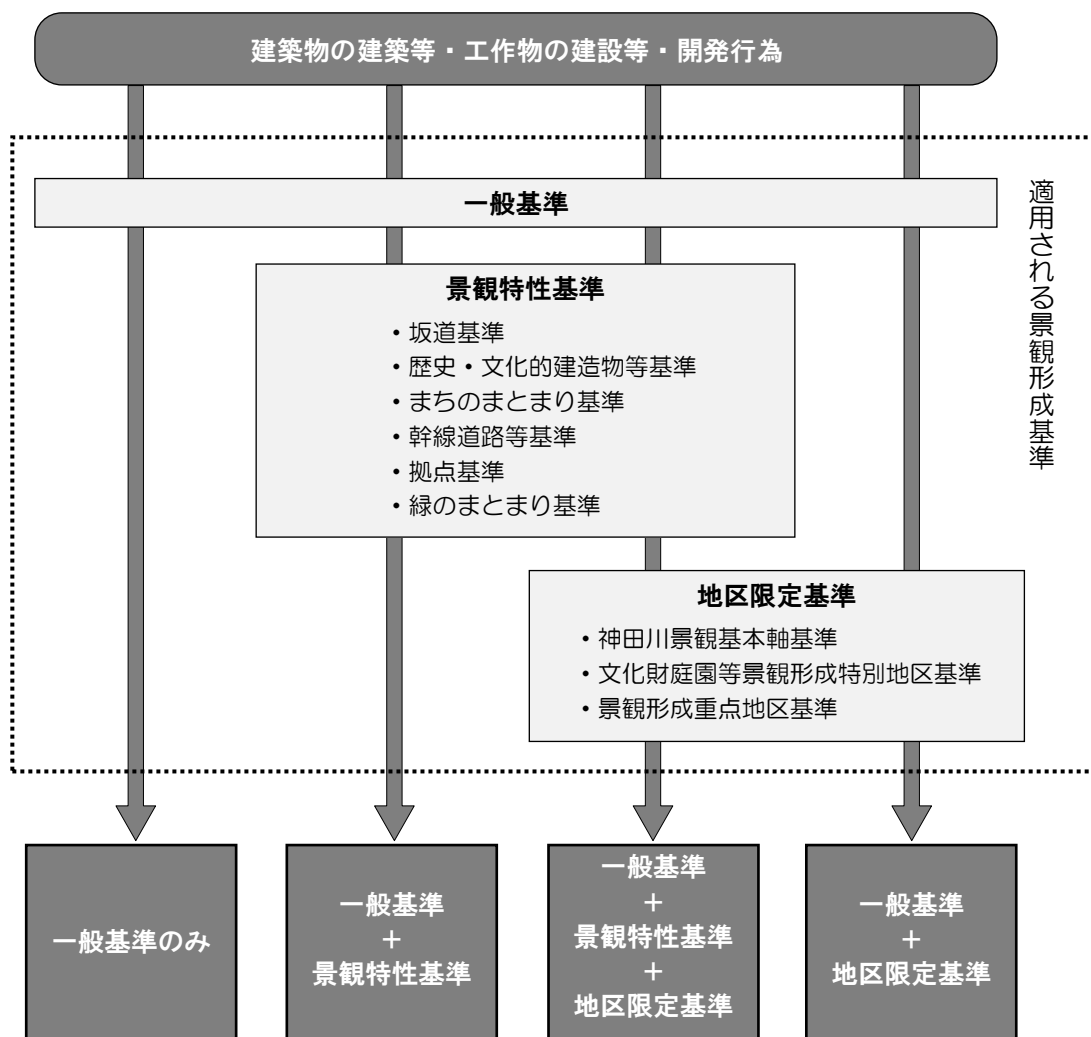 建築物の建築等・工作物の建設等・開発行為
一般基準
適用される景観形成基準
景観特性基準
・坂道基準
・歴史・文化的建造物等基準
・まちのまとまり基準
・幹線道路等基準
・拠点基準
・緑のまとまり基準
地区限定基準
・神田川景観基本軸基準
・文化財庭園等景観形成特別地区基準
・景観形成重点地区基準
一般基準のみ
一般基準
＋
景観特性基準
一般基準
＋
景観特性基準
＋
地区限定基準
一般基準
＋
地区限定基準